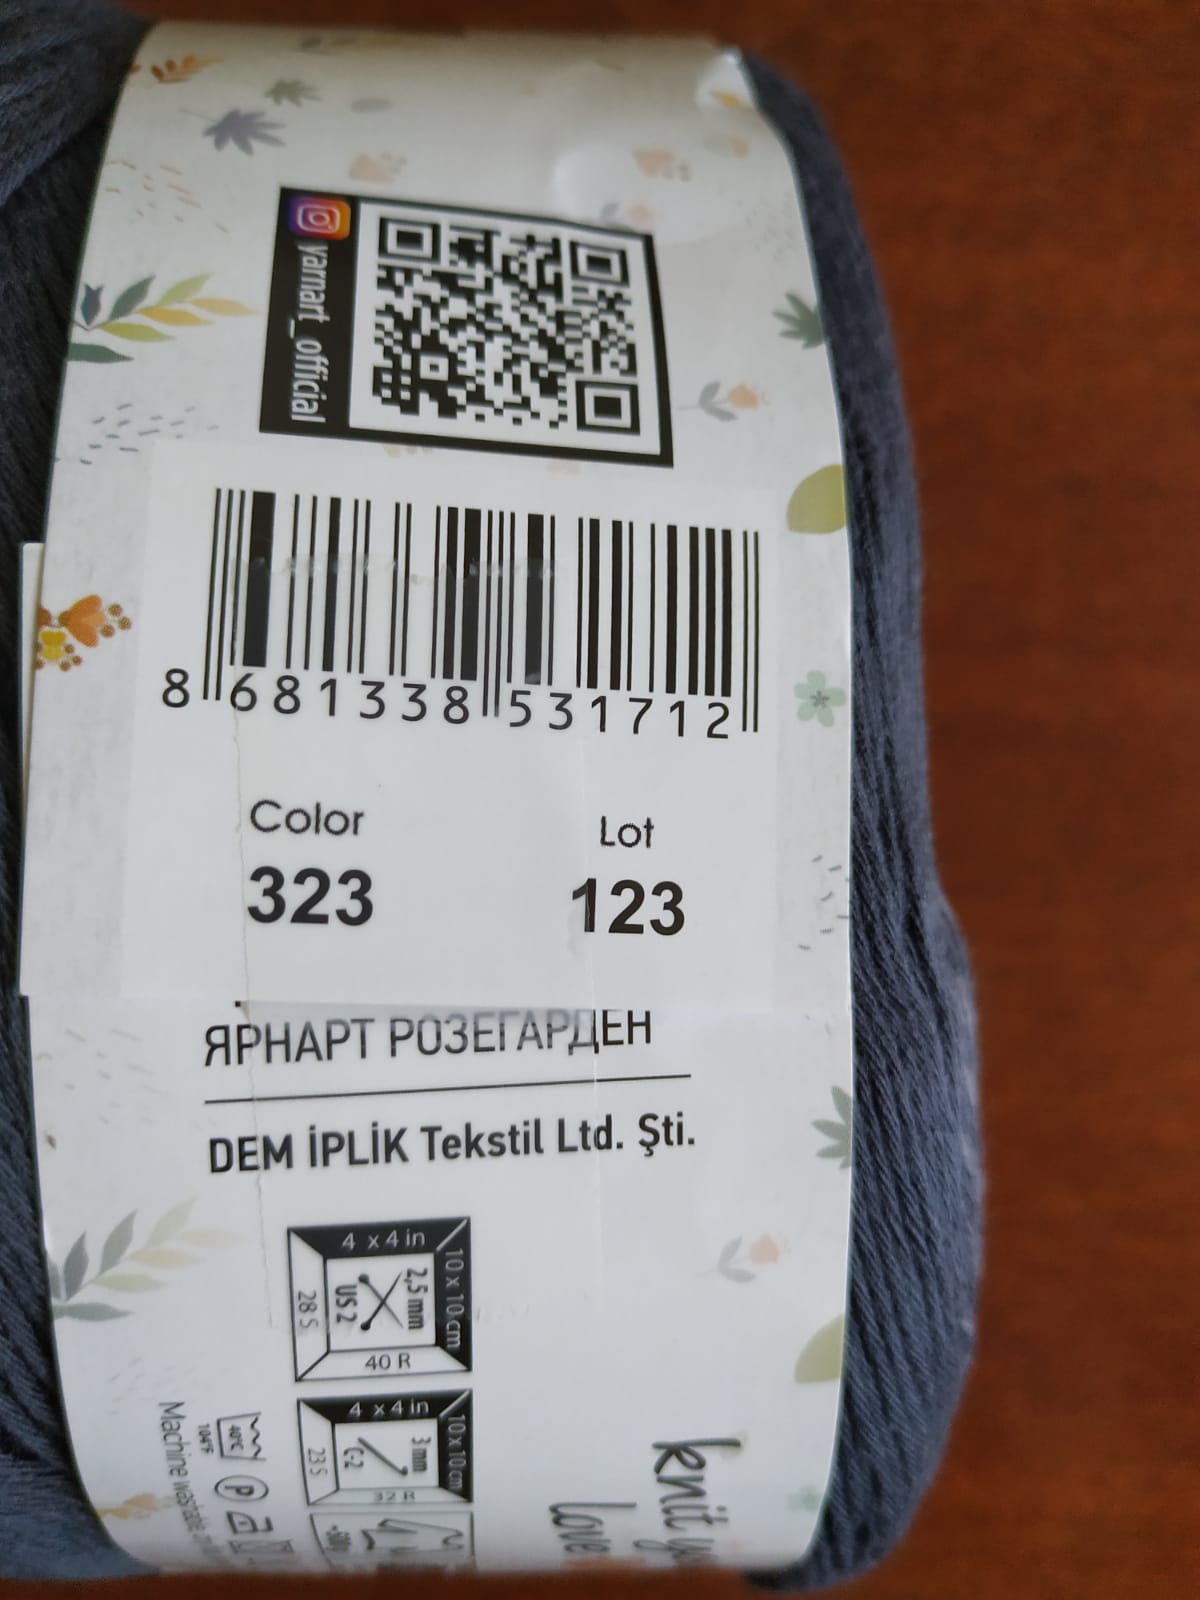 yarnart_official
8 681338 531712
Color
Lot
323
123
ЯРНАРТ РОЗЕГАРДЕН
DEM İPLİK Tekstil Ltd. Şti.
4 x 4 in
10 x 10 cm
2,5 mm
US 2
28 S
40 R
4 x 4 in
10 x 10 cm
3 mm
C-2
23 S
32 R
40°C
104°F
P
Machine washable
knit
Love